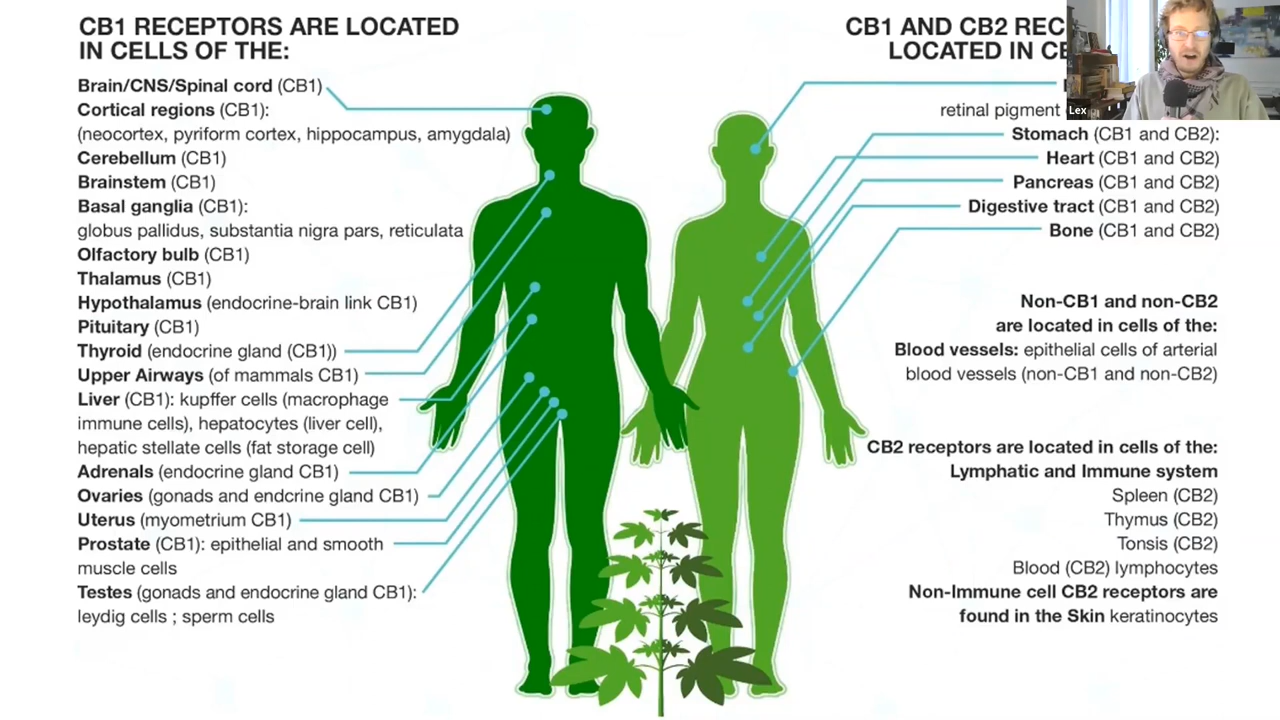 CB1 RECEPTORS ARE LOCATED
IN CELLS OF THE:
Brain/CNS/Spinal cord (CB1)
Cortical regions (CB1):
(neocortex, pyriform cortex, hippocampus, amygdala)
Cerebellum (CB1)
Brainstem (CB1)
Basal ganglia (CB1):
globus pallidus, substantia nigra pars, reticulata
Olfactory bulb (CB1)
Thalamus (CB1)
Hypothalamus (endocrine-brain link CB1)
Pituitary (CB1)
Thyroid (endocrine gland (CB1))
Upper Airways (of mammals CB1)
Liver (CB1): kupffer cells (macrophage
immune cells), hepatocytes (liver cell),
hepatic stellate cells (fat storage cell)
Adrenals (endocrine gland CB1)
Ovaries (gonads and endcrine gland CB1)
Uterus (myometrium CB1)
Prostate (CB1): epithelial and smooth
muscle cells
Testes (gonads and endocrine gland CB1):
leydig cells ; sperm cells
CB1 AND CB2 REC
LOCATED IN CE
retinal pigment
Stomach (CB1 and CB2):
Heart (CB1 and CB2)
Pancreas (CB1 and CB2)
Digestive tract (CB1 and CB2)
Bone (CB1 and CB2)
Non-CB1 and non-CB2
are located in cells of the:
Blood vessels: epithelial cells of arterial
blood vessels (non-CB1 and non-CB2)
CB2 receptors are located in cells of the:
Lymphatic and Immune system
Spleen (CB2)
Thymus (CB2)
Tonsis (CB2)
Blood (CB2) lymphocytes
Non-Immune cell CB2 receptors are
found in the Skin keratinocytes
Lex